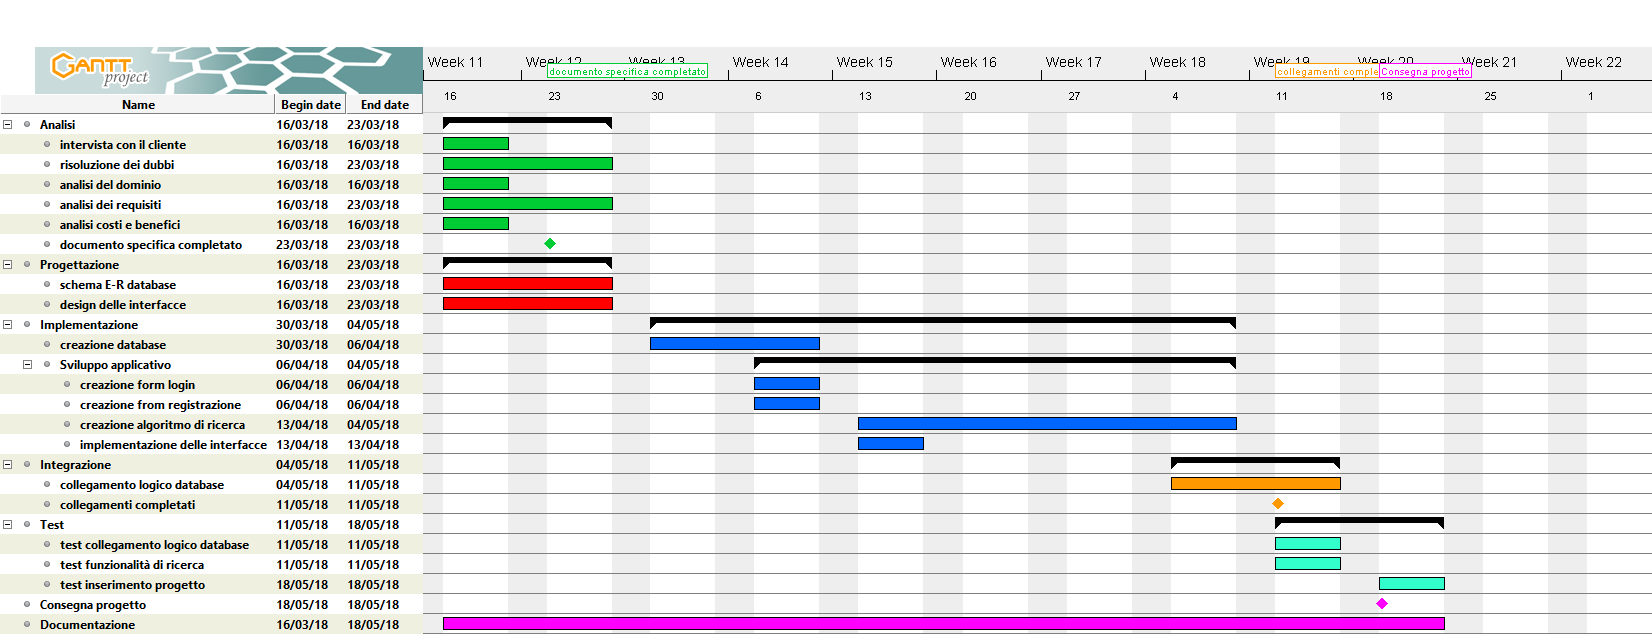 GANTT
project
Week 11 Week 12 Week 13 Week 14 Week 15 Week 16 Week 17 Week 18 Week 19 Week 20 Week 21 Week 22
documento specifica completato collegamenti comple Consegna progetto
16 23 30 6 13 20 27 4 11 18 25 1
Name Begin date End date
Analisi 16/03/18 23/03/18
intervista con il cliente 16/03/18 16/03/18
risoluzione dei dubbi 16/03/18 23/03/18
analisi del dominio 16/03/18 16/03/18
analisi dei requisiti 16/03/18 23/03/18
analisi costi e benefici 16/03/18 16/03/18
documento specifica completato 23/03/18 23/03/18
Progettazione 16/03/18 23/03/18
schema E-R database 16/03/18 23/03/18
design delle interfacce 16/03/18 23/03/18
Implementazione 30/03/18 04/05/18
creazione database 30/03/18 06/04/18
Sviluppo applicativo 06/04/18 04/05/18
creazione form login 06/04/18 06/04/18
creazione from registrazione 06/04/18 06/04/18
creazione algoritmo di ricerca 13/04/18 04/05/18
implementazione delle interfacce 13/04/18 13/04/18
Integrazione 04/05/18 11/05/18
collegamento logico database 04/05/18 11/05/18
collegamenti completati 11/05/18 11/05/18
Test 11/05/18 18/05/18
test collegamento logico database 11/05/18 11/05/18
test funzionalità di ricerca 11/05/18 11/05/18
test inserimento progetto 18/05/18 18/05/18
Consegna progetto 18/05/18 18/05/18
Documentazione 16/03/18 18/05/18